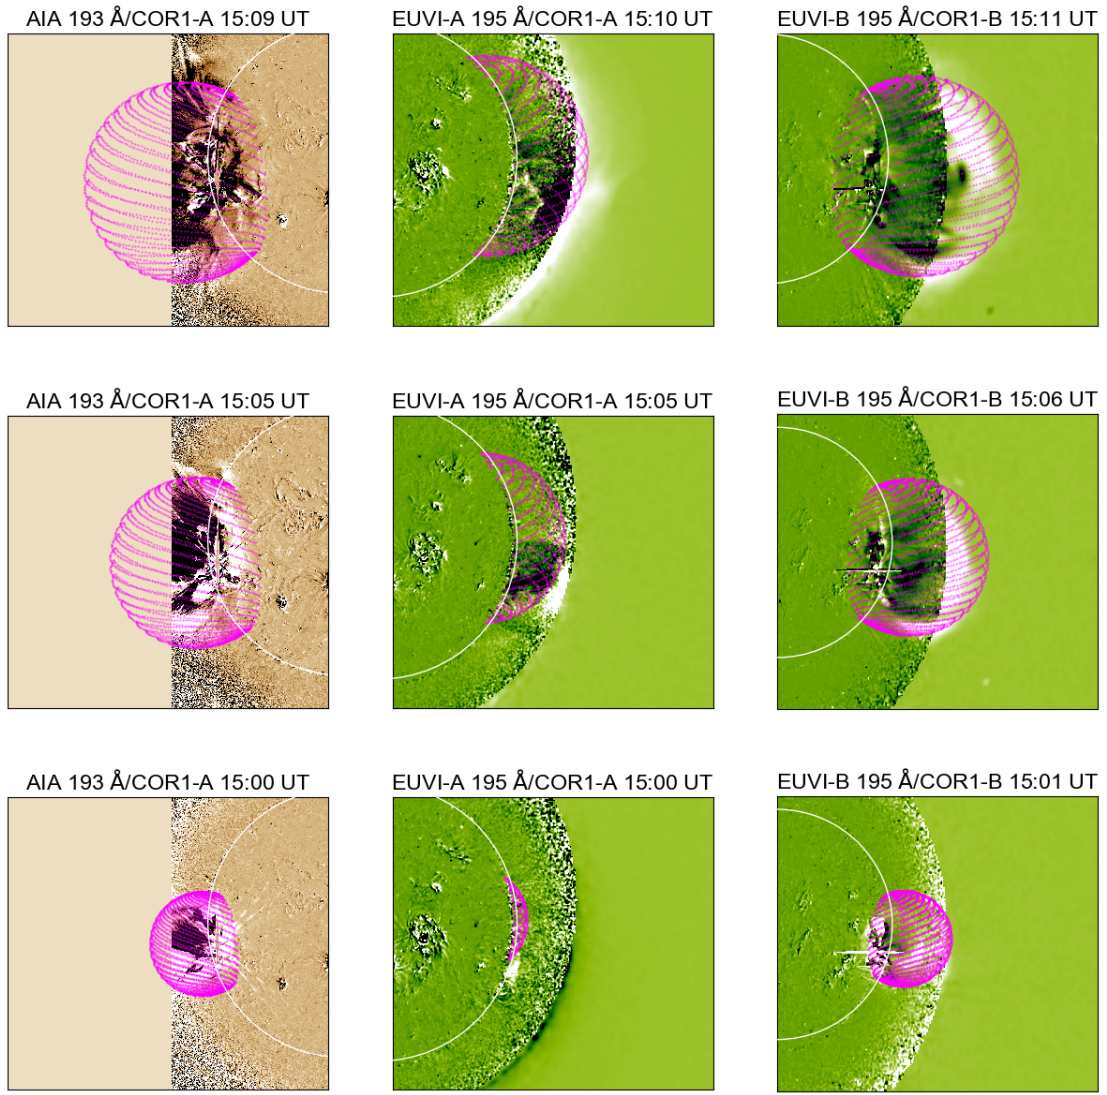 AIA 193 Å/COR1-A 15:09 UT
EUVI-A 195 Å/COR1-A 15:10 UT
EUVI-B 195 Å/COR1-B 15:11 UT
AIA 193 Å/COR1-A 15:05 UT
EUVI-A 195 Å/COR1-A 15:05 UT
EUVI-B 195 Å/COR1-B 15:06 UT
AIA 193 Å/COR1-A 15:00 UT
EUVI-A 195 Å/COR1-A 15:00 UT
EUVI-B 195 Å/COR1-B 15:01 UT